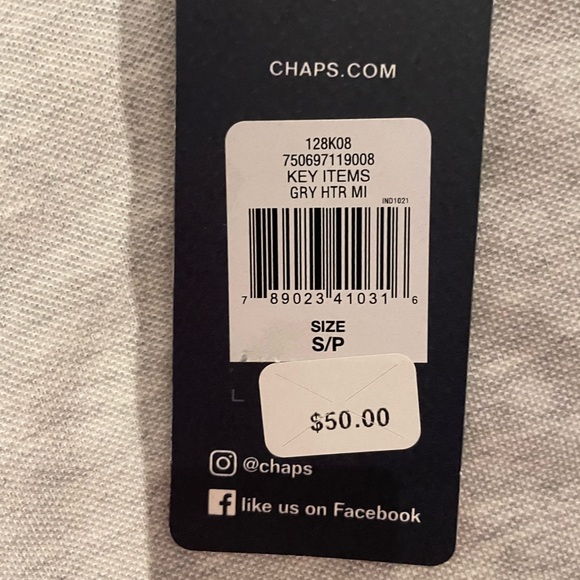 CHAPS.COM
128K08
750697119008
KEY ITEMS
GRY HTR MI
IND1021
7 89023 41031 6
SIZE
S/P
L
$50.00
@chaps
like us on Facebook